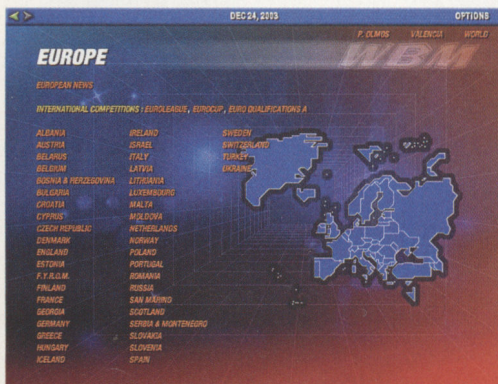 DEC 24, 2003 OPTIONS
P. OLMOS VALENCIA WORLD
WBM
EUROPE
EUROPEAN NEWS
INTERNATIONAL COMPETITIONS : EUROLEAGUE, EUROCUP, EURO QUALIFICATIONS A
ALBANIA IRELAND SWEDEN
AUSTRIA ISRAEL SWITZERLAND
BELARUS ITALY TURKEY
BELGIUM LATVIA UKRAINE
BOSNIA & HERZEGOVINA LITHUANIA
BULGARIA LUXEMBOURG
CROATIA MALTA
CYPRUS MOLDOVA
CZECH REPUBLIC NETHERLANDS
DENMARK NORWAY
ENGLAND POLAND
ESTONIA PORTUGAL
F.Y.R.O.M. ROMANIA
FINLAND RUSSIA
FRANCE SAN MARINO
GEORGIA SCOTLAND
GERMANY SERBIA & MONTENEGRO
GREECE SLOVAKIA
HUNGARY SLOVENIA
ICELAND SPAIN